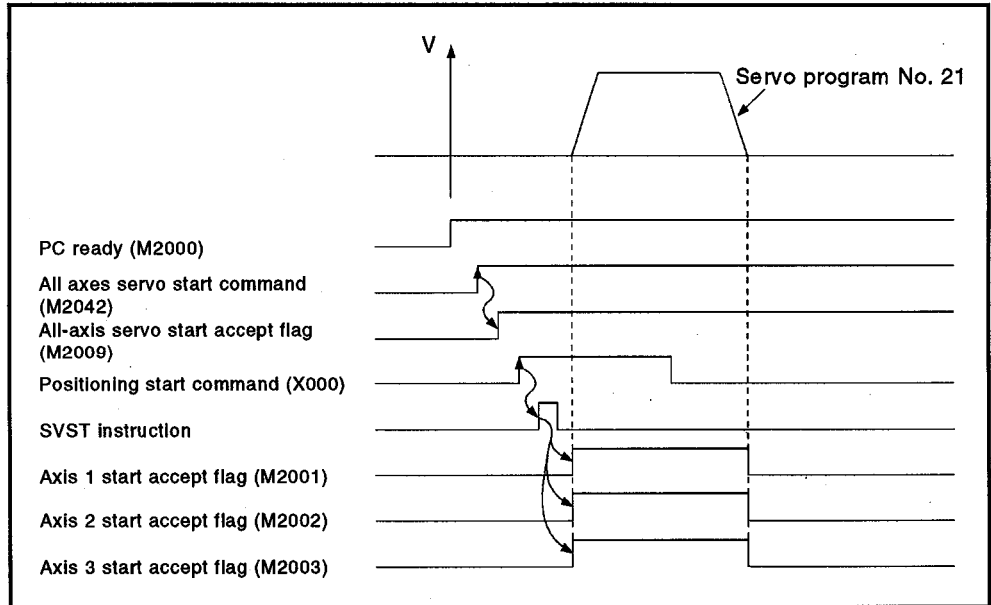 V
Servo program No. 21
PC ready (M2000)
All axes servo start command
(M2042)
All-axis servo start accept flag
(M2009)
Positioning start command (X000)
SVST instruction
Axis 1 start accept flag (M2001)
Axis 2 start accept flag (M2002)
Axis 3 start accept flag (M2003)